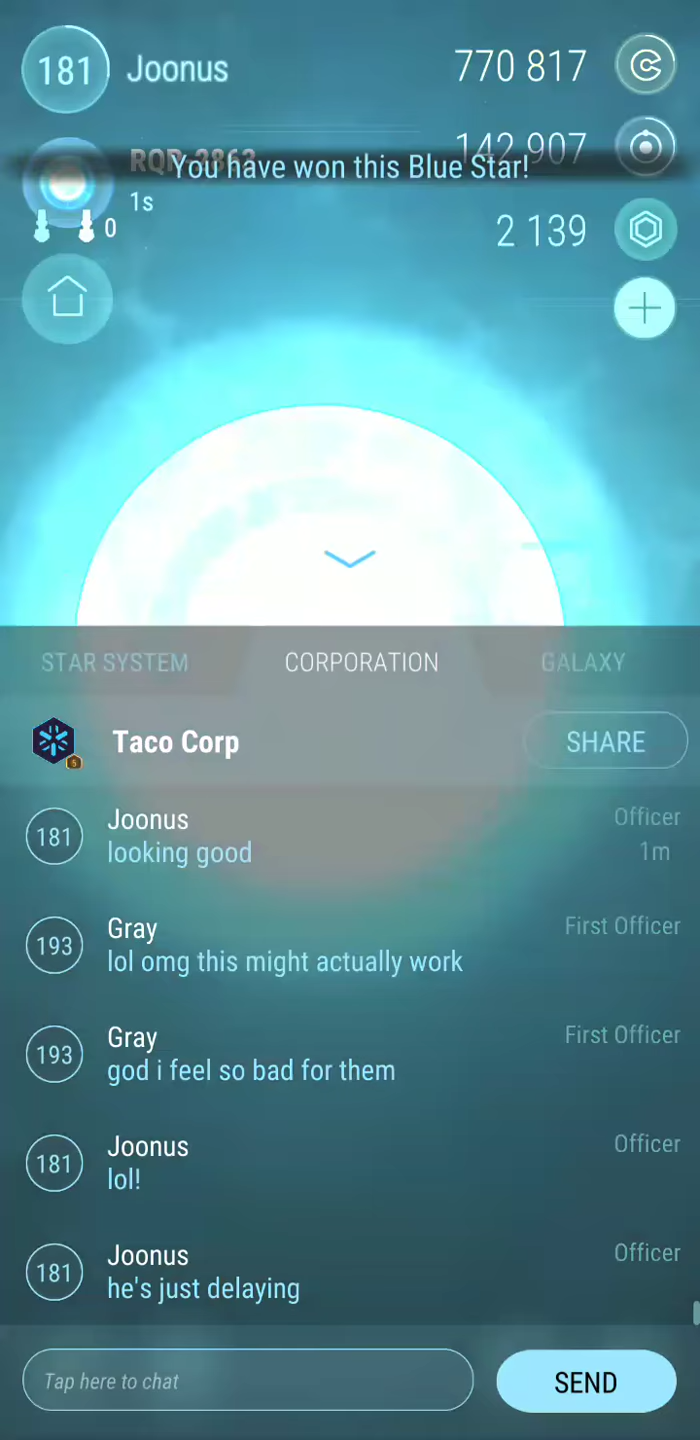 181 Joonus 770 817
142 907
RQR-3863
You have won this Blue Star!
1s
0
2 139
STAR SYSTEM CORPORATION GALAXY
Taco Corp SHARE
5
181 Joonus Officer
looking good 1m
193 Gray First Officer
lol omg this might actually work
193 Gray First Officer
god i feel so bad for them
181 Joonus Officer
lol!
181 Joonus Officer
he's just delaying
Tap here to chat SEND